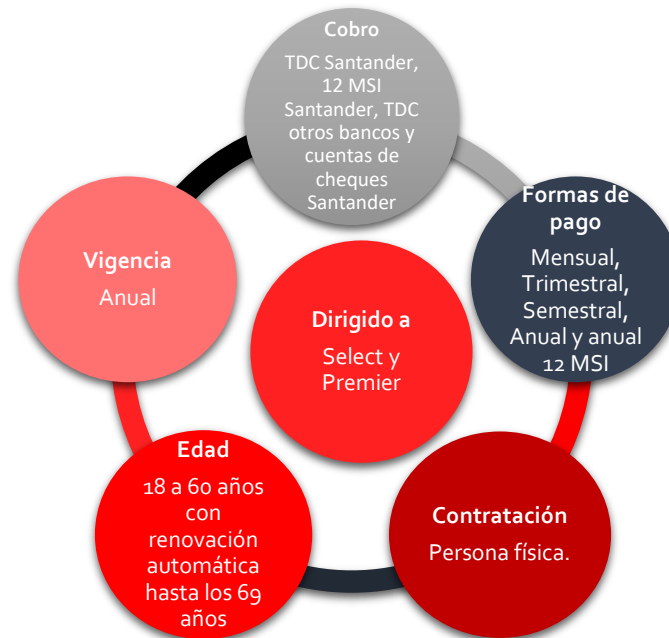 Cobro
TDC Santander,
12 MSI
Santander, TDC
otros bancos y
cuentas de
cheques
Santander
Formas de
pago
Mensual,
Trimestral,
Semestral,
Anual y anual
12 MSI
Vigencia
Anual
Dirigido a
Select y
Premier
Edad
18 a 60 años
con
renovación
automática
hasta los 69
años
Contratación
Persona física.